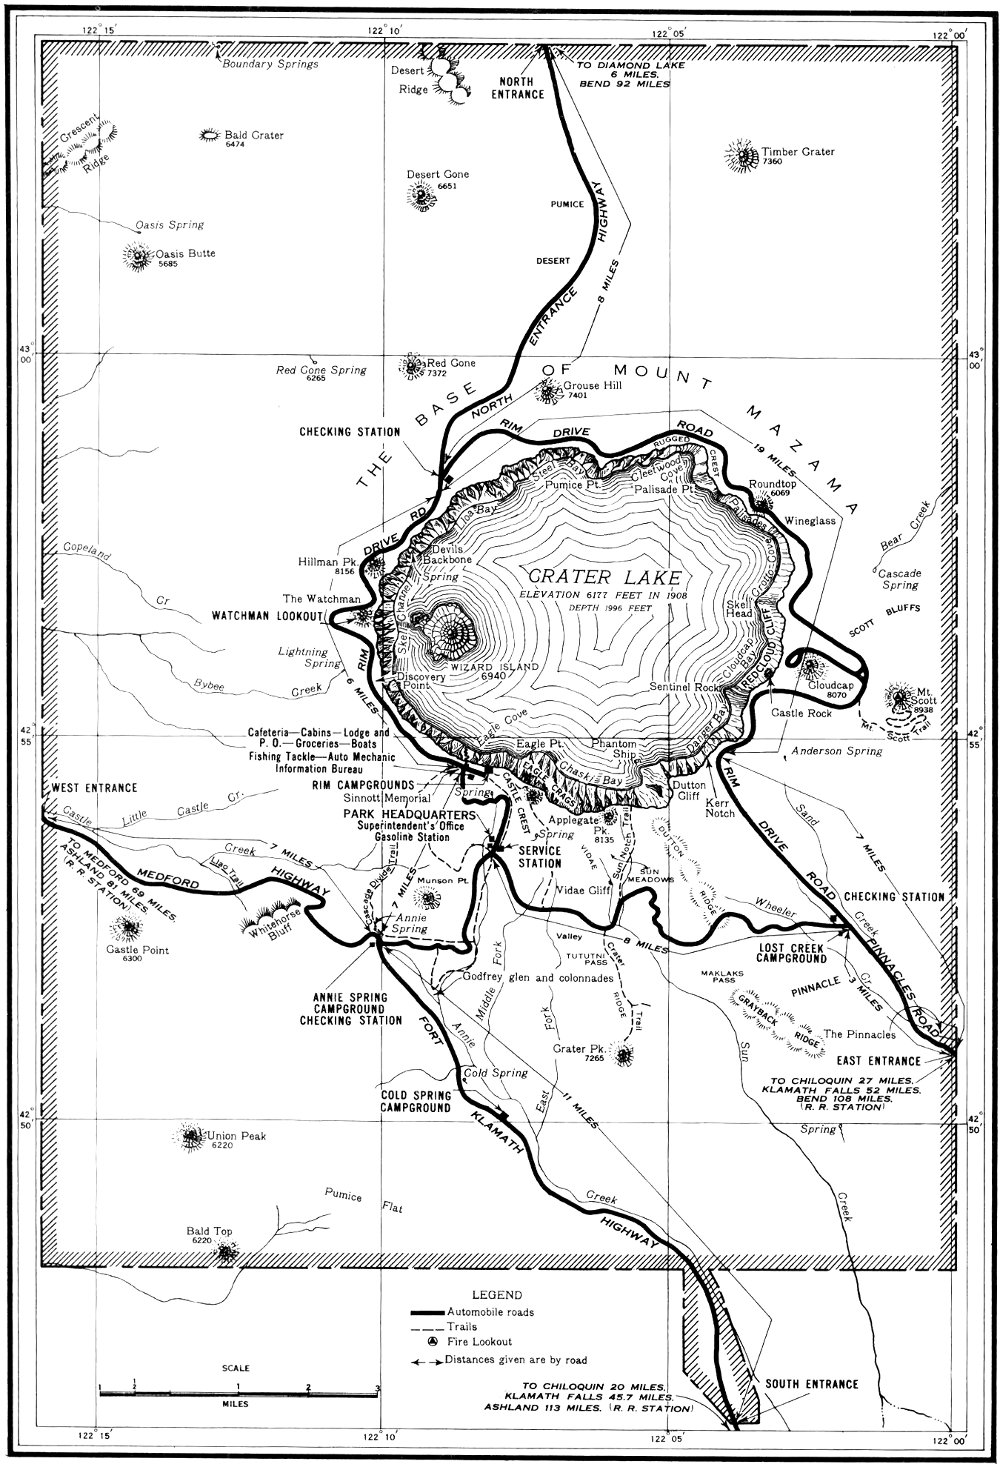 122° 15'
122° 10'
122° 05'
122° 00'
Boundary Springs
Desert
Ridge
NORTH
ENTRANCE
TO DIAMOND LAKE
6 MILES.
BEND 92 MILES
Crescent
Ridge
Bald Grater
6474
Timber Grater
7360
Desert Gone
6651
PUMICE
DESERT
NORTH ENTRANCE HIGHWAY
8 MILES
Oasis Spring
Oasis Butte
5685
43° 00'
43° 00'
Red Gone Spring
6265
Red Gone
7372
Grouse Hill
7401
THE BASE OF MOUNT MAZAMA
CHECKING STATION
RIM DRIVE ROAD
19 MILES
RUGGED CREST
Steel Bay
Pumice Pt.
Cleetwood
Cove
Palisade Pt.
Roundtop
6069
Wineglass
Palisades
RIM DRIVE RD
Hillman Pk.
8156
Devils
Backbone
Spring
Skell Channel
The Watchman
WATCHMAN LOOKOUT
CRATER LAKE
ELEVATION 6177 FEET IN 1908
DEPTH 1996 FEET
Skell
Head
Grotto Cove
Bear Creek
Cascade
Spring
SCOTT BLUFFS
Copeland
Cr
Lightning
Spring
Bybee
Creek
6 MILES
WIZARD ISLAND
6940
Discovery
Point
Cloudcap
Bay
REDCLOUD CLIFF
Sentinel Rock
Cloudcap
8070
Castle Rock
Mt.
Scott
8938
Mt. Scott Trail
Danger Bay
Anderson Spring
42° 55'
42° 55'
Cafeteria—Cabins—Lodge and
P. O.—Groceries—Boats
Fishing Tackle—Auto Mechanic
Information Bureau
Eagle Cove
Eagle Pt.
Phantom
Ship
Chaski Bay
EAGLE CRAGS
CASTLE CREST
Dutton
Cliff
Kerr
Notch
RIM CAMPGROUNDS
Sinnott Memorial
Spring
PARK HEADQUARTERS
Superintendent's Office
Gasoline Station
SERVICE
STATION
Applegate
Pk.
8135
Spring
Sun Notch Trail
SUN
MEADOWS
DUTTON
RIDGE
VIDAE
Vidae Cliff
RIM DRIVE ROAD
Sand
Creek
7 MILES
WEST ENTRANCE
Castle
Creek
Little Castle Cr.
7 MILES
MEDFORD HIGHWAY
TO MEDFORD 69 MILES.
ASHLAND 81 MILES.
(R. R. STATION)
Llao Trail
Whitehorse
Bluff
Castle Point
6300
Cascade Divide Trail
7 MILES
Munson Pt.
Annie
Spring
Valley
8 MILES
Wheeler
CHECKING STATION
LOST CREEK
CAMPGROUND
TUTUTNI
PASS
Crater
RIDGE
Trail
MAKLAKS
PASS
PINNACLE
Cr.
3 MILES
PINNACLES ROAD
GRAYBACK
RIDGE
The Pinnacles
EAST ENTRANCE
TO CHILOQUIN 27 MILES.
KLAMATH FALLS 52 MILES.
BEND 108 MILES.
(R. R. STATION)
ANNIE SPRING
CAMPGROUND
CHECKING STATION
Godfrey glen and colonnades
Middle Fork
East Fork
Annie
Creek
Grater Pk.
7265
Cold Spring
COLD SPRING
CAMPGROUND
11 MILES
FORT KLAMATH HIGHWAY
Sun
Creek
Spring
42° 50'
42° 50'
Union Peak
6220
Pumice Flat
Bald Top
6220
LEGEND
Automobile roads
Trails
Fire Lookout
Distances given are by road
SCALE
1 1 2 1 2 3
MILES
TO CHILOQUIN 20 MILES.
KLAMATH FALLS 45.7 MILES.
ASHLAND 113 MILES. (R. R. STATION)
SOUTH ENTRANCE
122° 15'
122° 10'
122° 05'
122° 00'